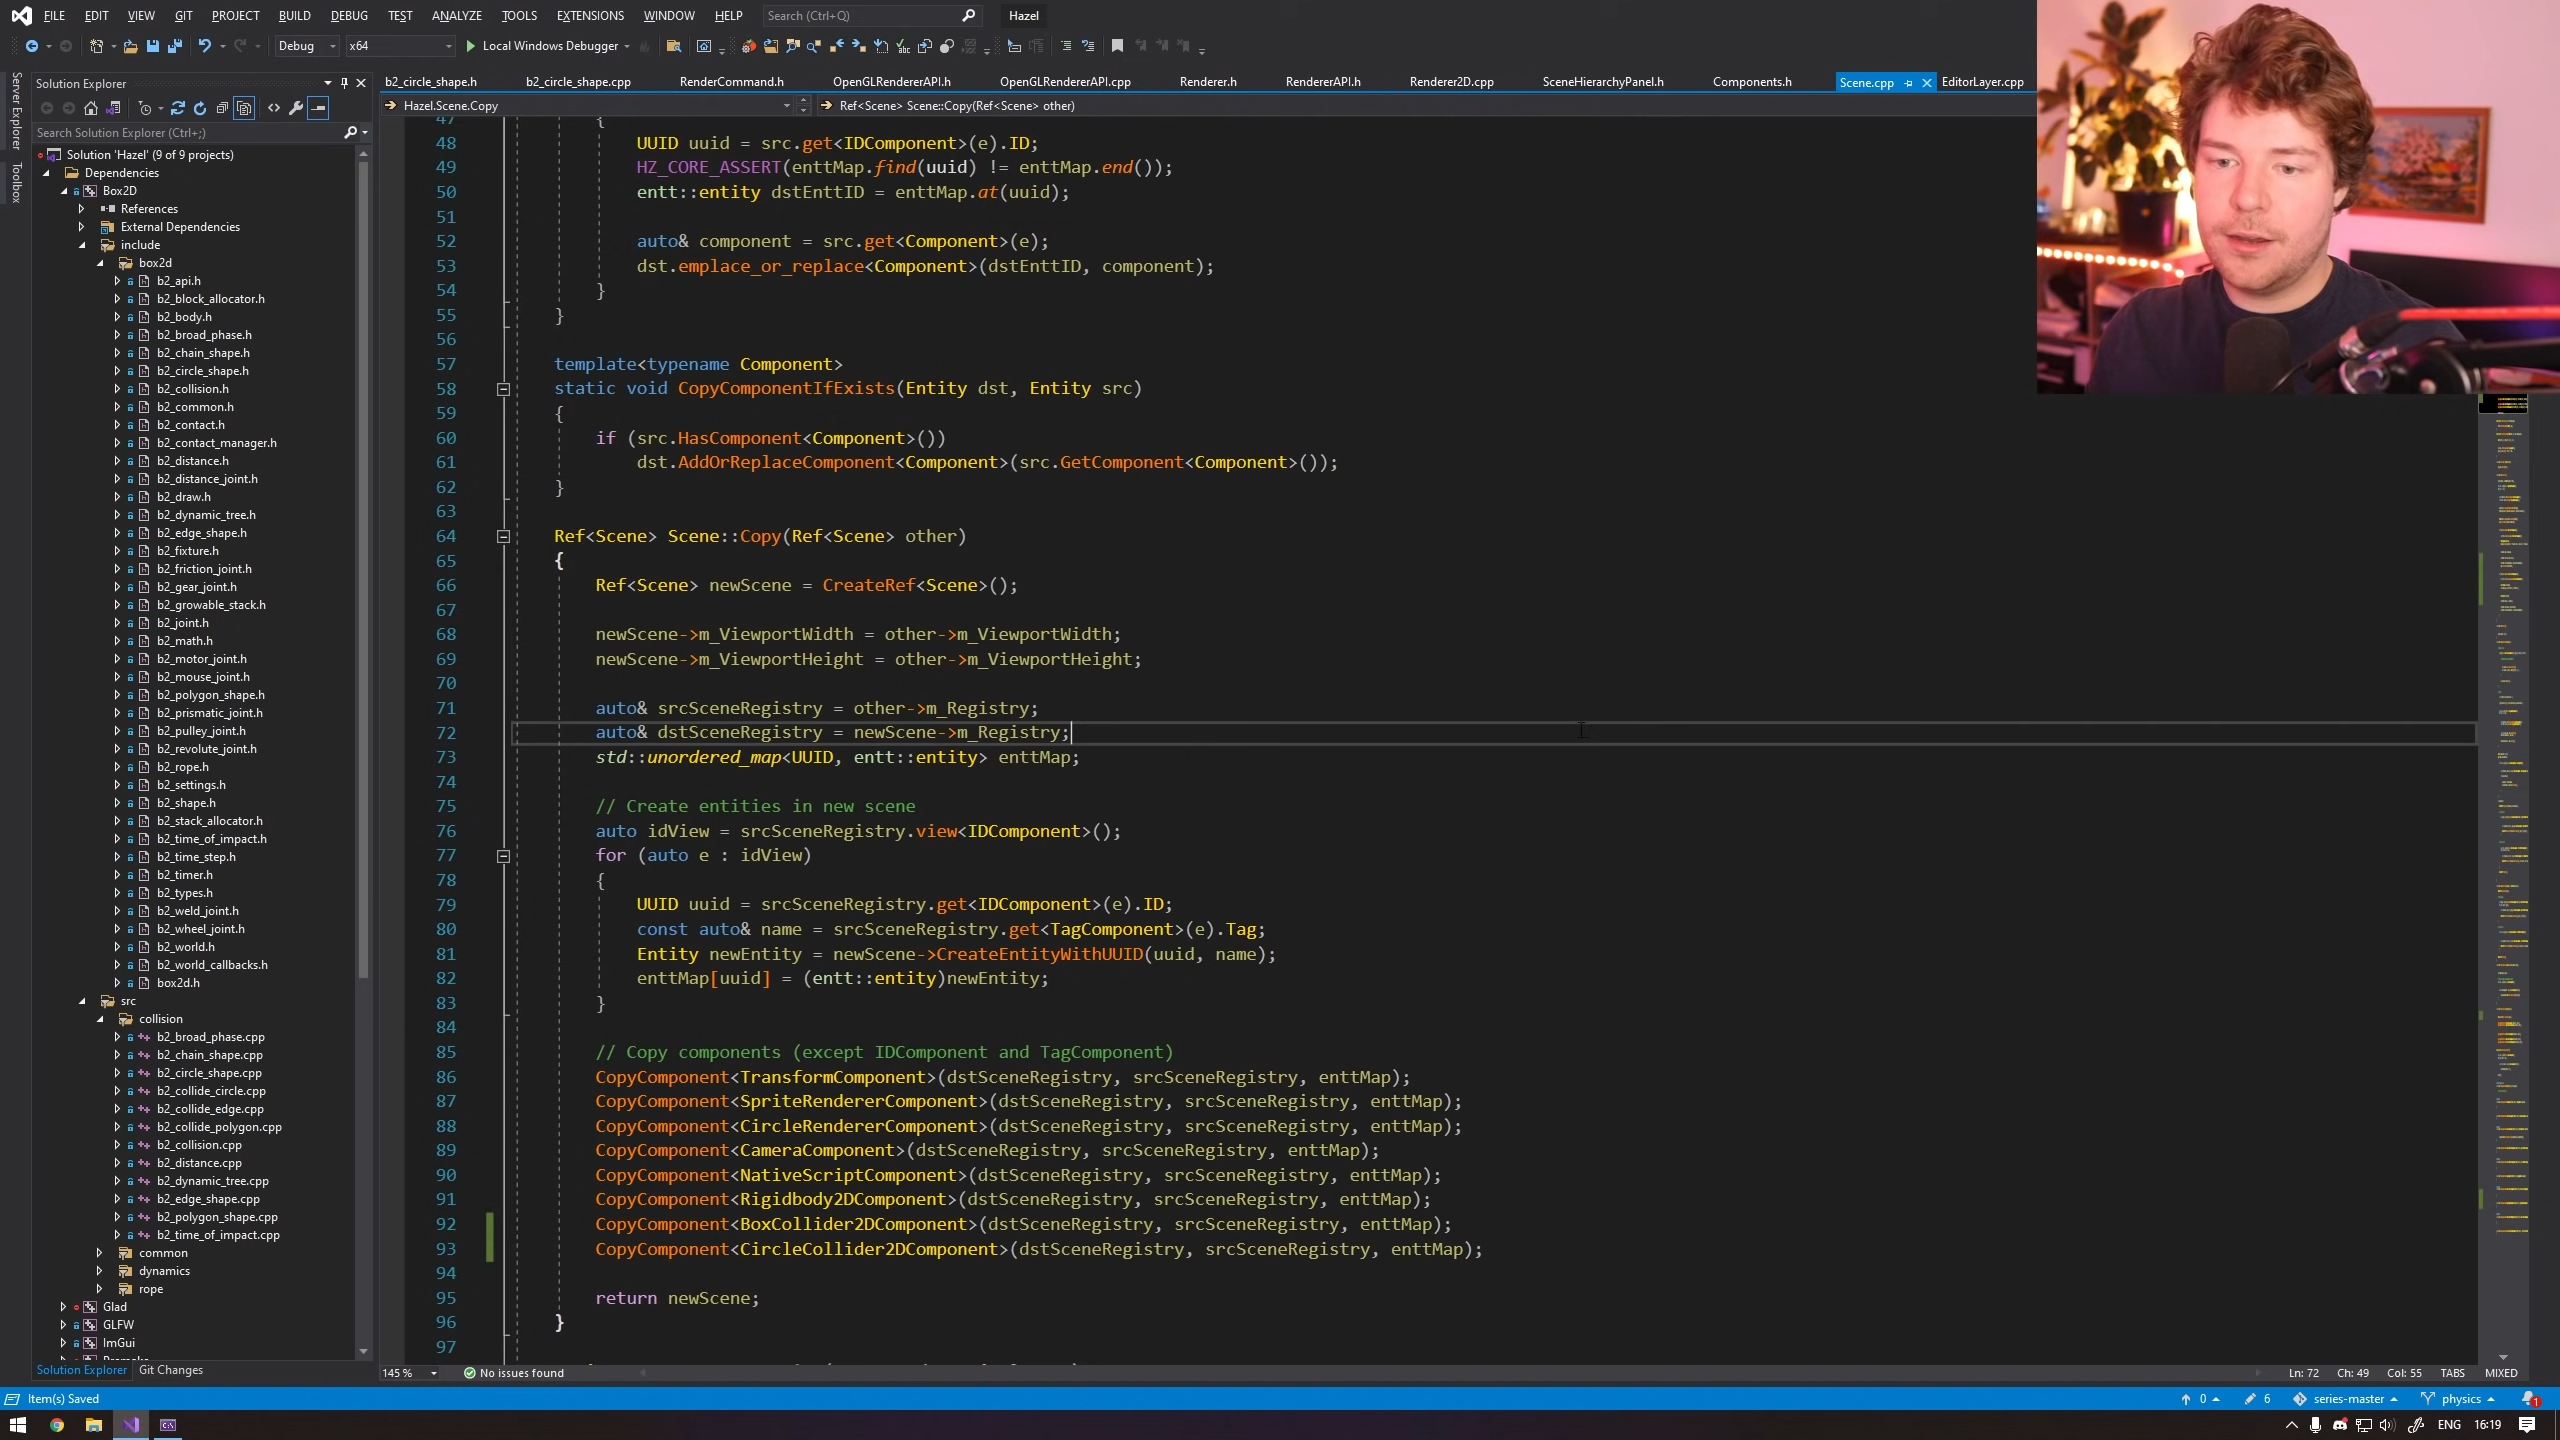 FILE EDIT VIEW GIT PROJECT BUILD DEBUG TEST ANALYZE TOOLS EXTENSIONS WINDOW HELP Search (Ctrl+Q) Hazel
Debug x64 Local Windows Debugger
Server Explorer
Toolbox
Solution Explorer
Search Solution Explorer (Ctrl+;)
Solution 'Hazel' (9 of 9 projects)
Dependencies
Box2D
References
External Dependencies
include
box2d
b2_api.h
b2_block_allocator.h
b2_body.h
b2_broad_phase.h
b2_chain_shape.h
b2_circle_shape.h
b2_collision.h
b2_common.h
b2_contact.h
b2_contact_manager.h
b2_distance.h
b2_distance_joint.h
b2_draw.h
b2_dynamic_tree.h
b2_edge_shape.h
b2_fixture.h
b2_friction_joint.h
b2_gear_joint.h
b2_growable_stack.h
b2_joint.h
b2_math.h
b2_motor_joint.h
b2_mouse_joint.h
b2_polygon_shape.h
b2_prismatic_joint.h
b2_pulley_joint.h
b2_revolute_joint.h
b2_rope.h
b2_settings.h
b2_shape.h
b2_stack_allocator.h
b2_time_of_impact.h
b2_time_step.h
b2_timer.h
b2_types.h
b2_weld_joint.h
b2_wheel_joint.h
b2_world.h
b2_world_callbacks.h
box2d.h
src
collision
b2_broad_phase.cpp
b2_chain_shape.cpp
b2_circle_shape.cpp
b2_collide_circle.cpp
b2_collide_edge.cpp
b2_collide_polygon.cpp
b2_collision.cpp
b2_distance.cpp
b2_dynamic_tree.cpp
b2_edge_shape.cpp
b2_polygon_shape.cpp
b2_time_of_impact.cpp
common
dynamics
rope
Glad
GLFW
ImGui
Solution Explorer Git Changes
b2_circle_shape.h b2_circle_shape.cpp RenderCommand.h OpenGLRendererAPI.h OpenGLRendererAPI.cpp Renderer.h RendererAPI.h Renderer2D.cpp SceneHierarchyPanel.h Components.h Scene.cpp EditorLayer.cpp
Hazel.Scene.Copy Ref<Scene> Scene::Copy(Ref<Scene> other)
47 {
48 UUID uuid = src.get<IDComponent>(e).ID;
49 HZ_CORE_ASSERT(enttMap.find(uuid) != enttMap.end());
50 entt::entity dstEnttID = enttMap.at(uuid);
51
52 auto& component = src.get<Component>(e);
53 dst.emplace_or_replace<Component>(dstEnttID, component);
54 }
55 }
56
57 template<typename Component>
58 static void CopyComponentIfExists(Entity dst, Entity src)
59 {
60 if (src.HasComponent<Component>())
61 dst.AddOrReplaceComponent<Component>(src.GetComponent<Component>());
62 }
63
64 Ref<Scene> Scene::Copy(Ref<Scene> other)
65 {
66 Ref<Scene> newScene = CreateRef<Scene>();
67
68 newScene->m_ViewportWidth = other->m_ViewportWidth;
69 newScene->m_ViewportHeight = other->m_ViewportHeight;
70
71 auto& srcSceneRegistry = other->m_Registry;
72 auto& dstSceneRegistry = newScene->m_Registry;
73 std::unordered_map<UUID, entt::entity> enttMap;
74
75 // Create entities in new scene
76 auto idView = srcSceneRegistry.view<IDComponent>();
77 for (auto e : idView)
78 {
79 UUID uuid = srcSceneRegistry.get<IDComponent>(e).ID;
80 const auto& name = srcSceneRegistry.get<TagComponent>(e).Tag;
81 Entity newEntity = newScene->CreateEntityWithUUID(uuid, name);
82 enttMap[uuid] = (entt::entity)newEntity;
83 }
84
85 // Copy components (except IDComponent and TagComponent)
86 CopyComponent<TransformComponent>(dstSceneRegistry, srcSceneRegistry, enttMap);
87 CopyComponent<SpriteRendererComponent>(dstSceneRegistry, srcSceneRegistry, enttMap);
88 CopyComponent<CircleRendererComponent>(dstSceneRegistry, srcSceneRegistry, enttMap);
89 CopyComponent<CameraComponent>(dstSceneRegistry, srcSceneRegistry, enttMap);
90 CopyComponent<NativeScriptComponent>(dstSceneRegistry, srcSceneRegistry, enttMap);
91 CopyComponent<Rigidbody2DComponent>(dstSceneRegistry, srcSceneRegistry, enttMap);
92 CopyComponent<BoxCollider2DComponent>(dstSceneRegistry, srcSceneRegistry, enttMap);
93 CopyComponent<CircleCollider2DComponent>(dstSceneRegistry, srcSceneRegistry, enttMap);
94
95 return newScene;
96 }
97
145 % No issues found Ln: 72 Ch: 49 Col: 55 TABS MIXED
Item(s) Saved 0 6 series-master physics 1
ENG 16:19